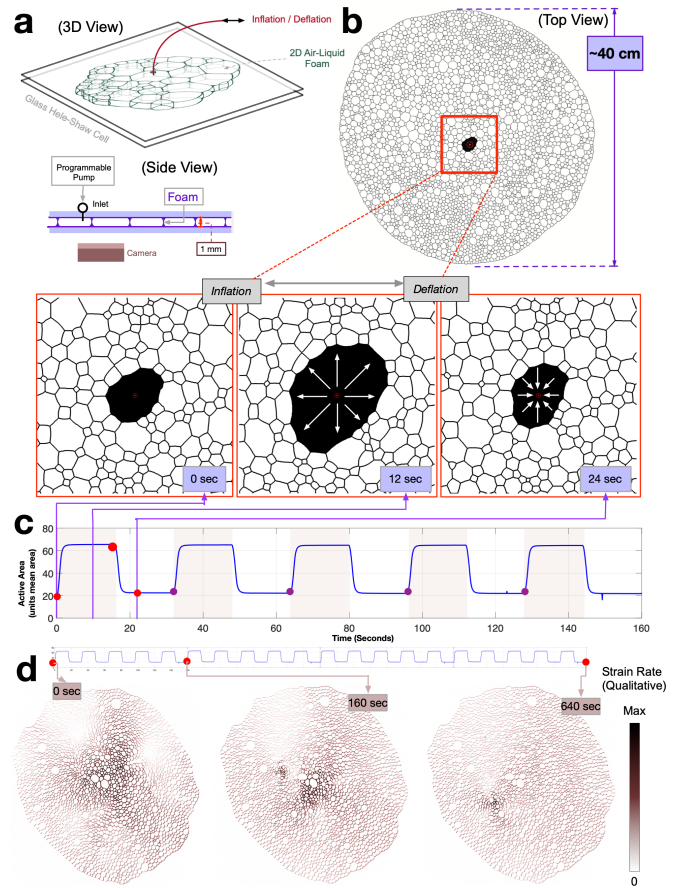 a
(3D View)
Inflation / Deflation
2D Air-Liquid
Foam
Glass Hele-Shaw Cell
(Side View)
Programmable
Pump
Foam
Inlet
1 mm
Camera
b
(Top View)
~40 cm
Inflation
Deflation
0 sec
12 sec
24 sec
c
Active Area
(units mean area)
80
60
40
20
0
0
20
40
60
80
100
120
140
160
Time (Seconds)
d
0 sec
160 sec
640 sec
Strain Rate
(Qualitative)
Max
0